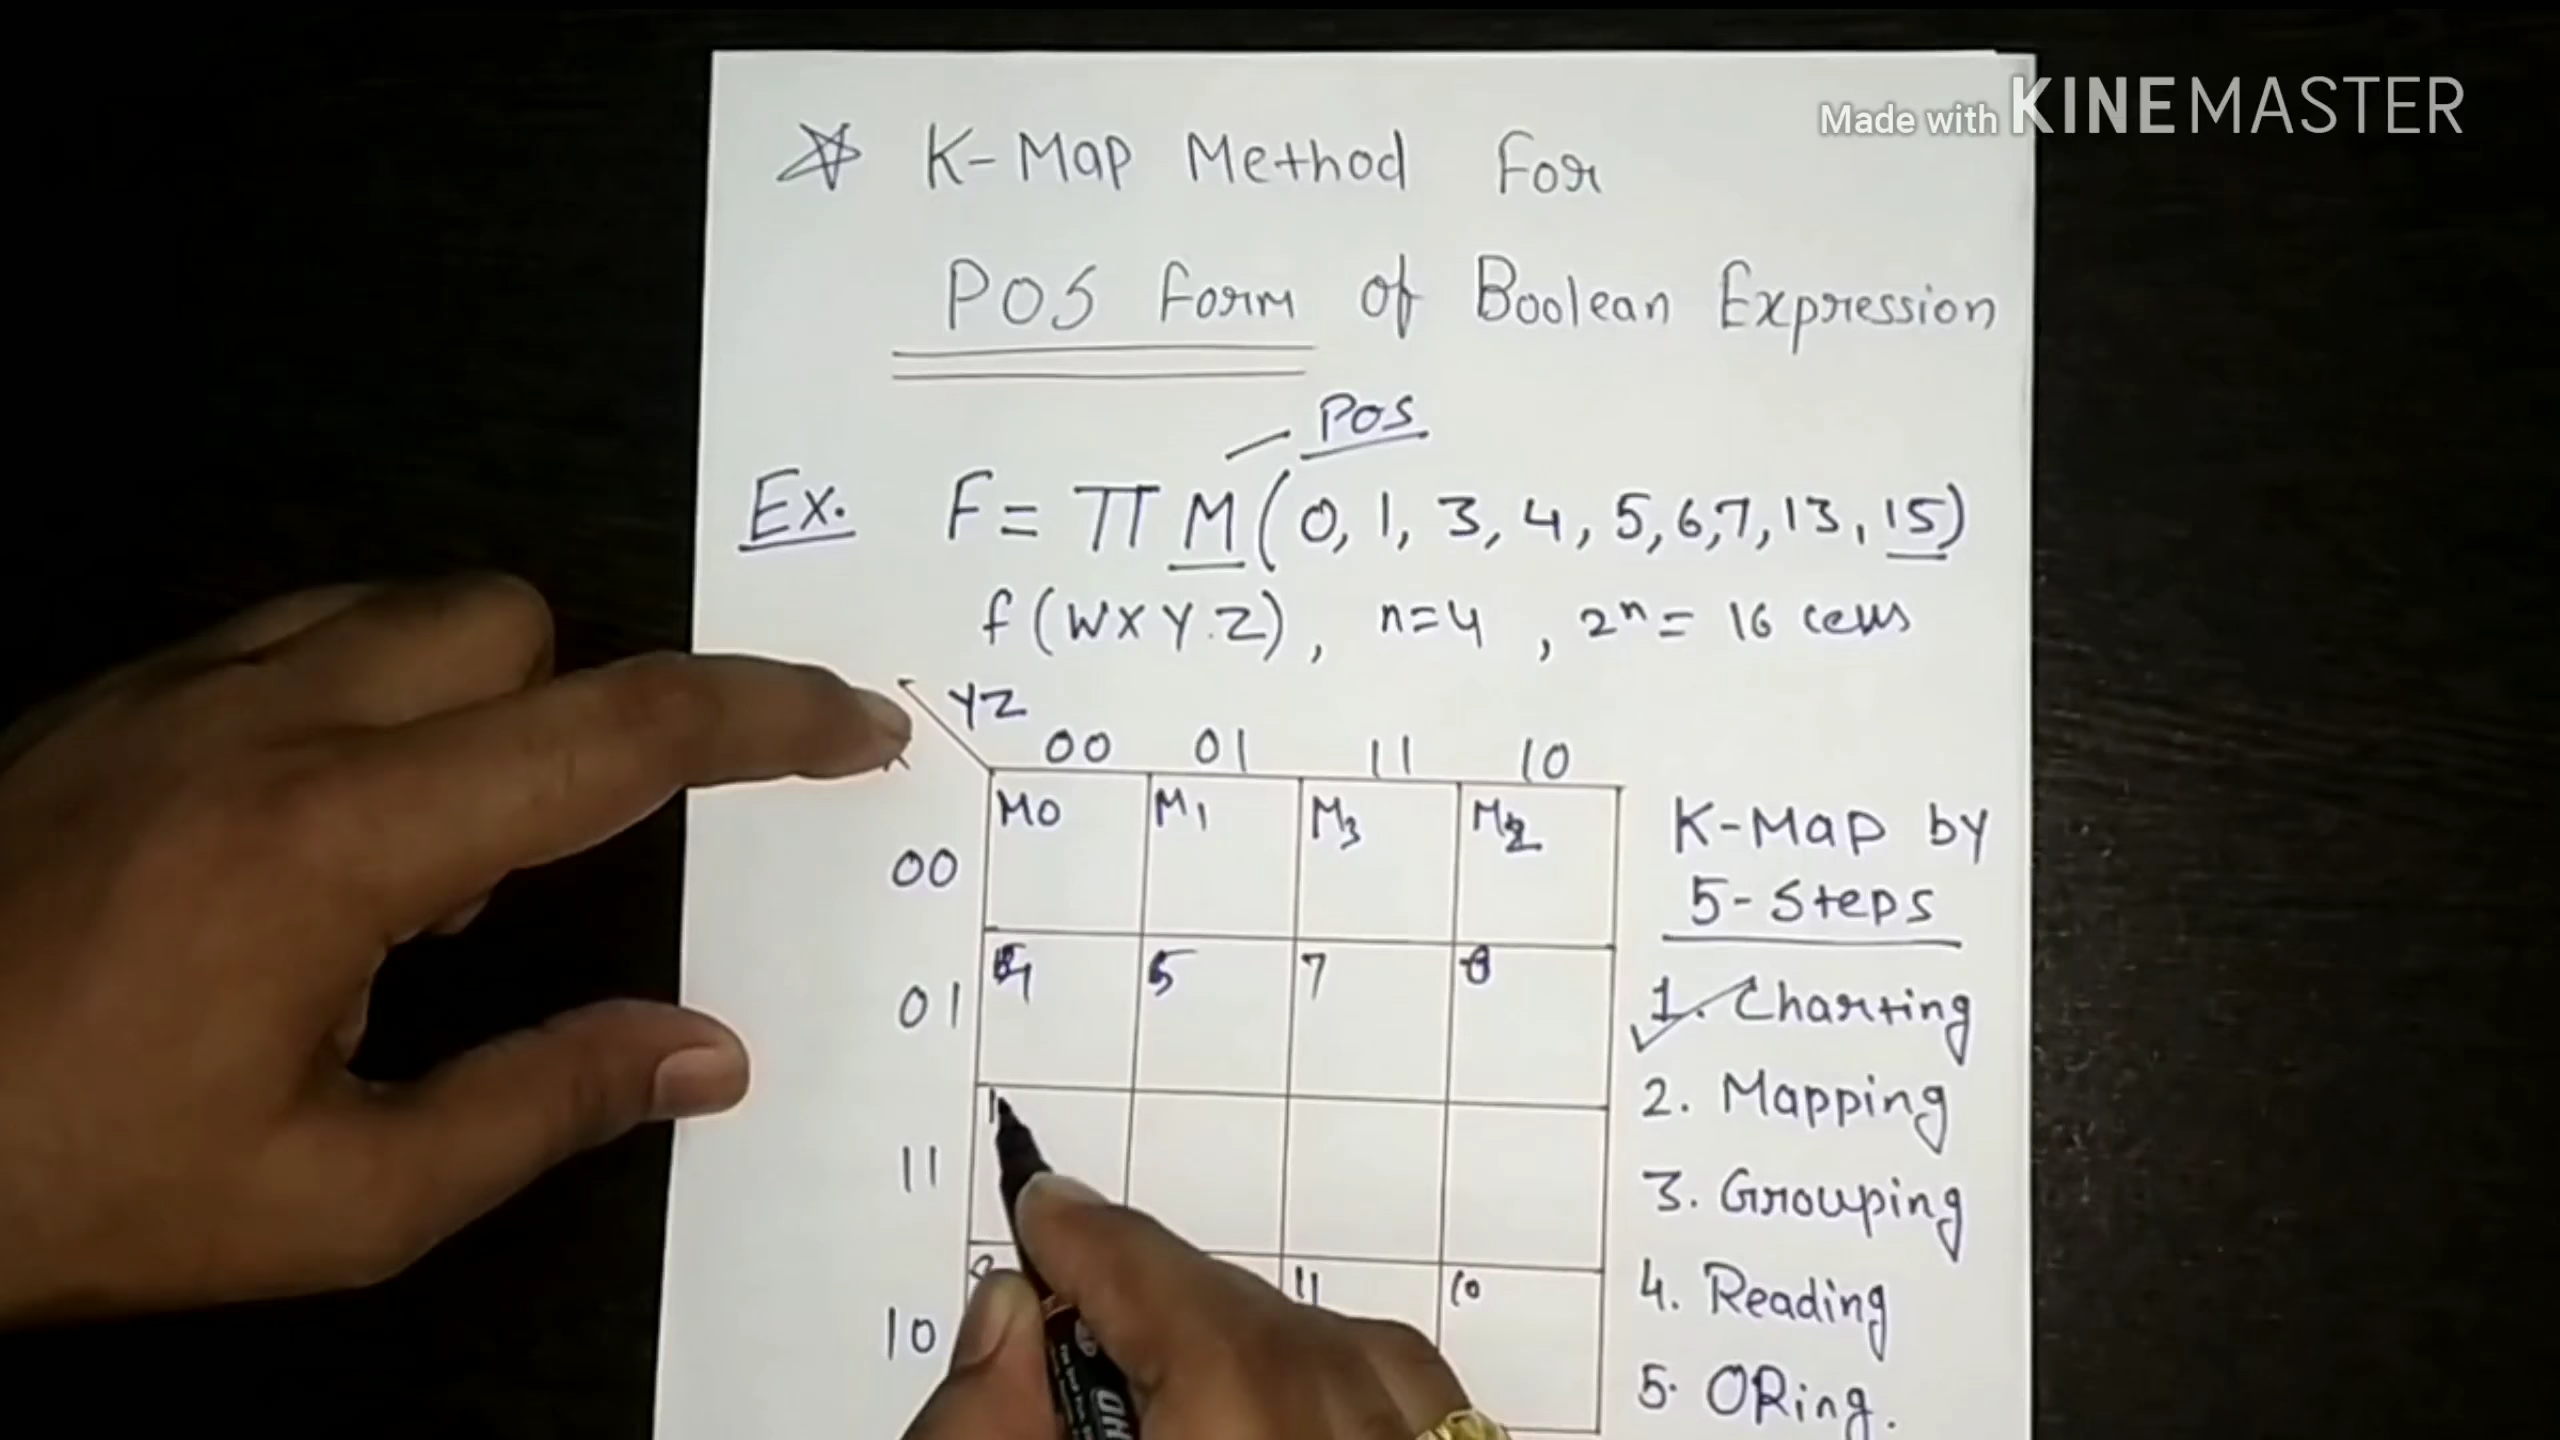 Made with KINEMASTER
K-Map Method For
POS Form of Boolean Expression
POS
Ex. F = π M (0, 1, 3, 4, 5, 6, 7, 13, 15)
f (W X Y.Z), n=4, 2ⁿ = 16 cells
YZ
00 01 11 10
M0 M1 M3 M2
00
4 5 7
01
11
11 10
10
K-Map by
5-Steps
1. Charting
2. Mapping
3. Grouping
4. Reading
5. ORing.